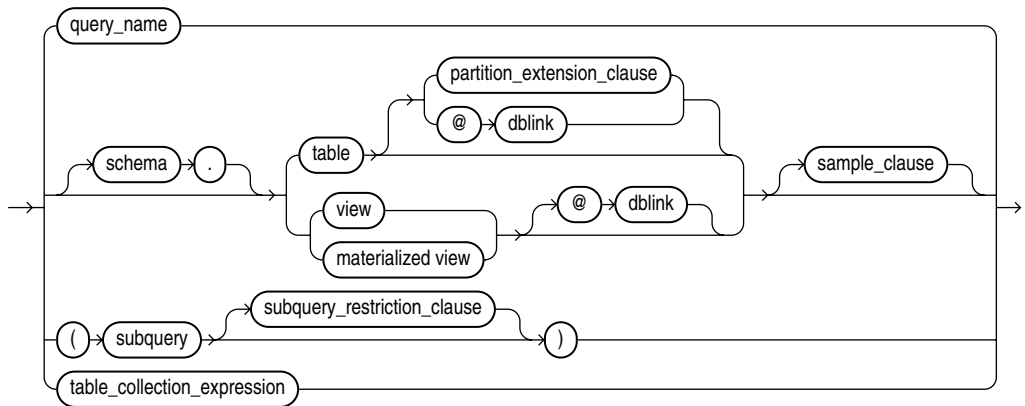 query_name
partition_extension_clause
@ dblink
schema . table sample_clause
view @ dblink
materialized view
subquery_restriction_clause
( subquery )
table_collection_expression